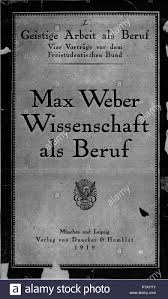 I.
Geistige Arbeit als Beruf
Vier Vorträge vor dem
Freistudentischen Bund
Max Weber
Wissenschaft
als Beruf
München und Leipzig
Verlag von Duncker & Humblot
1919
alamy